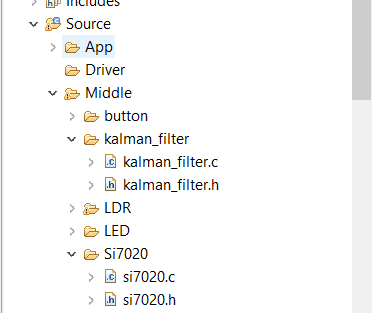 Includes
Source
App
Driver
Middle
button
kalman_filter
.c kalman_filter.c
.h kalman_filter.h
LDR
LED
Si7020
.c si7020.c
.h si7020.h